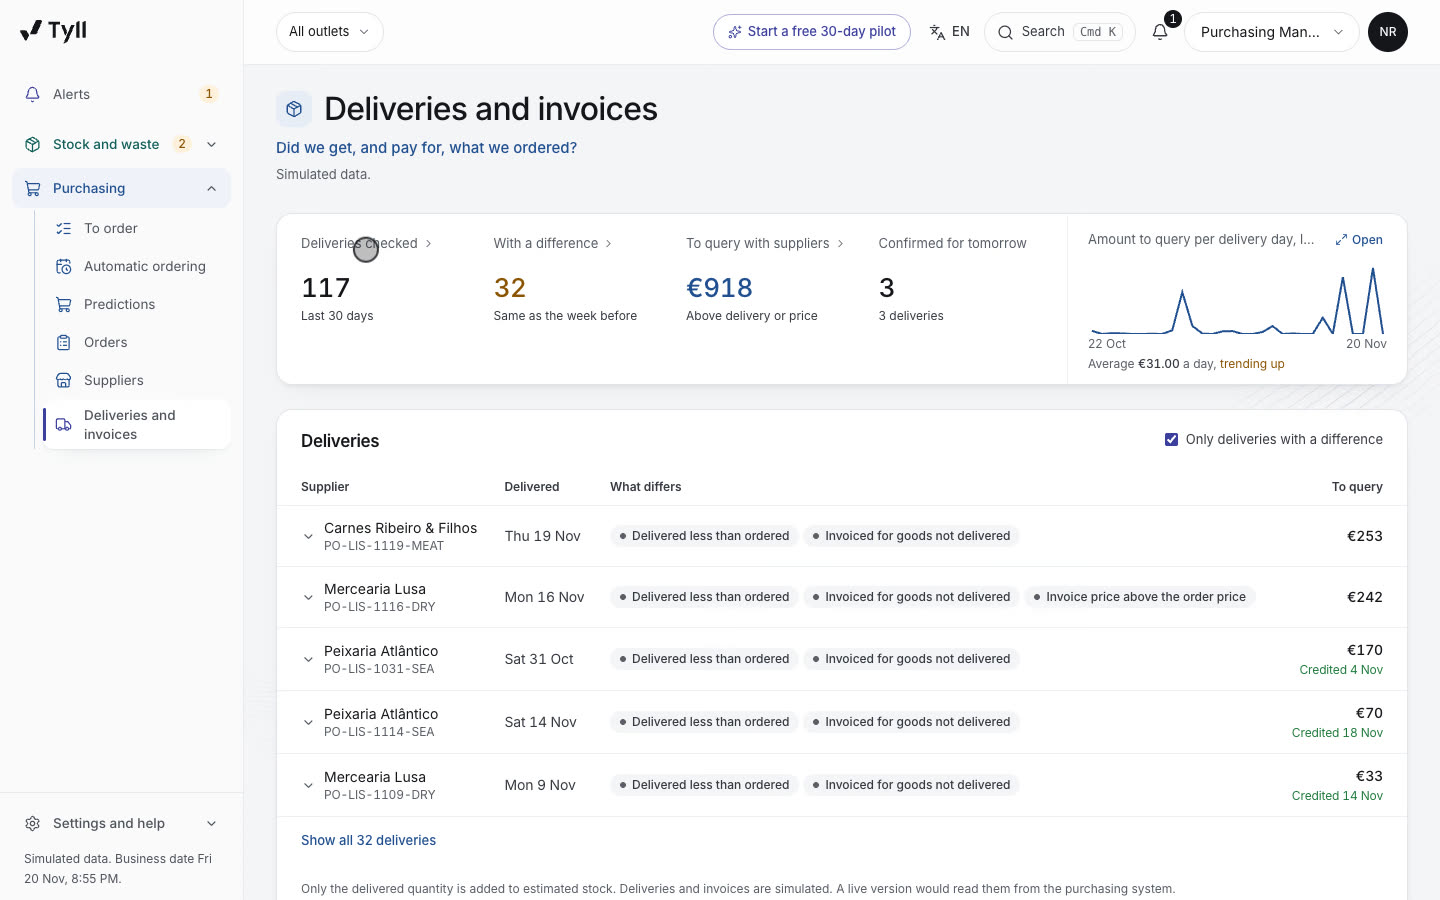 Tyll
All outlets
Start a free 30-day pilot
EN
Search Cmd K
1
Purchasing Man...
NR
Alerts 1
Stock and waste 2
Purchasing
To order
Automatic ordering
Predictions
Orders
Suppliers
Deliveries and
invoices
Settings and help
Simulated data. Business date Fri
20 Nov, 8:55 PM.
Deliveries and invoices
Did we get, and pay for, what we ordered?
Simulated data.
Deliveries checked
117
Last 30 days
With a difference
32
Same as the week before
To query with suppliers
€918
Above delivery or price
Confirmed for tomorrow
3
3 deliveries
Amount to query per delivery day, l...
Open
22 Oct 20 Nov
Average €31.00 a day, trending up
Deliveries
Only deliveries with a difference
Supplier Delivered What differs To query
Carnes Ribeiro & Filhos
PO-LIS-1119-MEAT
Thu 19 Nov
Delivered less than ordered Invoiced for goods not delivered
€253
Mercearia Lusa
PO-LIS-1116-DRY
Mon 16 Nov
Delivered less than ordered Invoiced for goods not delivered Invoice price above the order price
€242
Peixaria Atlântico
PO-LIS-1031-SEA
Sat 31 Oct
Delivered less than ordered Invoiced for goods not delivered
€170
Credited 4 Nov
Peixaria Atlântico
PO-LIS-1114-SEA
Sat 14 Nov
Delivered less than ordered Invoiced for goods not delivered
€70
Credited 18 Nov
Mercearia Lusa
PO-LIS-1109-DRY
Mon 9 Nov
Delivered less than ordered Invoiced for goods not delivered
€33
Credited 14 Nov
Show all 32 deliveries
Only the delivered quantity is added to estimated stock. Deliveries and invoices are simulated. A live version would read them from the purchasing system.